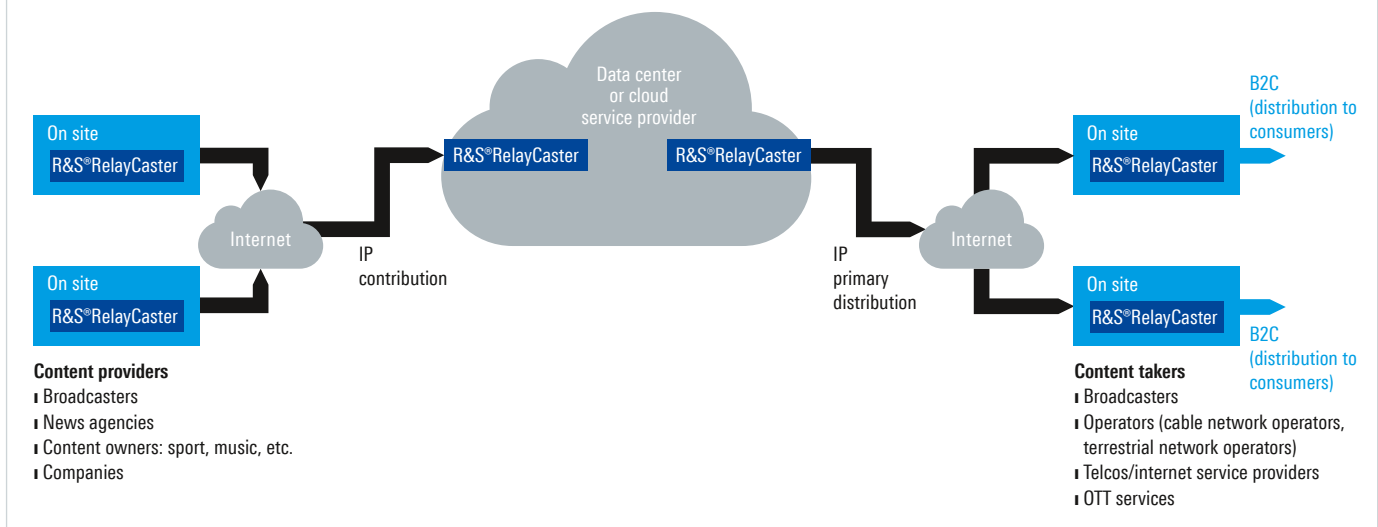 On site
R&S®RelayCaster
On site
R&S®RelayCaster
Content providers
ı Broadcasters
ı News agencies
ı Content owners: sport, music, etc.
ı Companies
Internet
IP
contribution
Data center
or cloud
service provider
R&S®RelayCaster
R&S®RelayCaster
IP
primary
distribution
Internet
On site
R&S®RelayCaster
B2C
(distribution to
consumers)
On site
R&S®RelayCaster
B2C
(distribution to
consumers)
Content takers
ı Broadcasters
ı Operators (cable network operators,
terrestrial network operators)
ı Telcos/internet service providers
ı OTT services